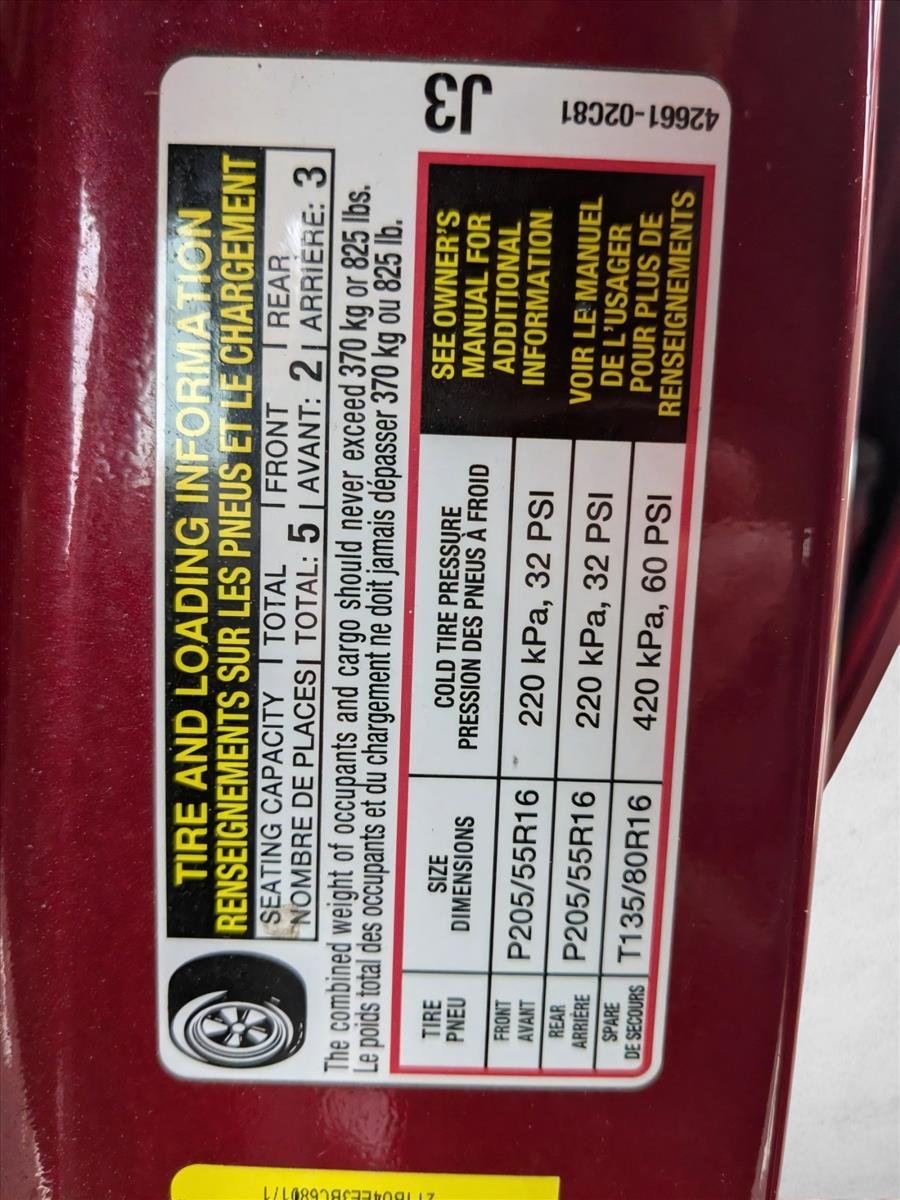 TIRE AND LOADING INFORMATION
RENSEIGNEMENTS SUR LES PNEUS ET LE CHARGEMENT
SEATING CAPACITY | TOTAL | FRONT | REAR
NOMBRE DE PLACES | TOTAL: 5 | AVANT: 2 | ARRIÈRE: 3
The combined weight of occupants and cargo should never exceed 370 kg or 825 lbs.
Le poids total des occupants et du chargement ne doit jamais dépasser 370 kg ou 825 lb.
TIRE
PNEU
SIZE
DIMENSIONS
COLD TIRE PRESSURE
PRESSION DES PNEUS À FROID
FRONT
AVANT
P205/55R16
220 kPa, 32 PSI
REAR
ARRIÈRE
P205/55R16
220 kPa, 32 PSI
SPARE
DE SECOURS
T135/80R16
420 kPa, 60 PSI
SEE OWNER'S
MANUAL FOR
ADDITIONAL
INFORMATION
VOIR LE MANUEL
DE L'USAGER
POUR PLUS DE
RENSEIGNEMENTS
J3
42661-02C81